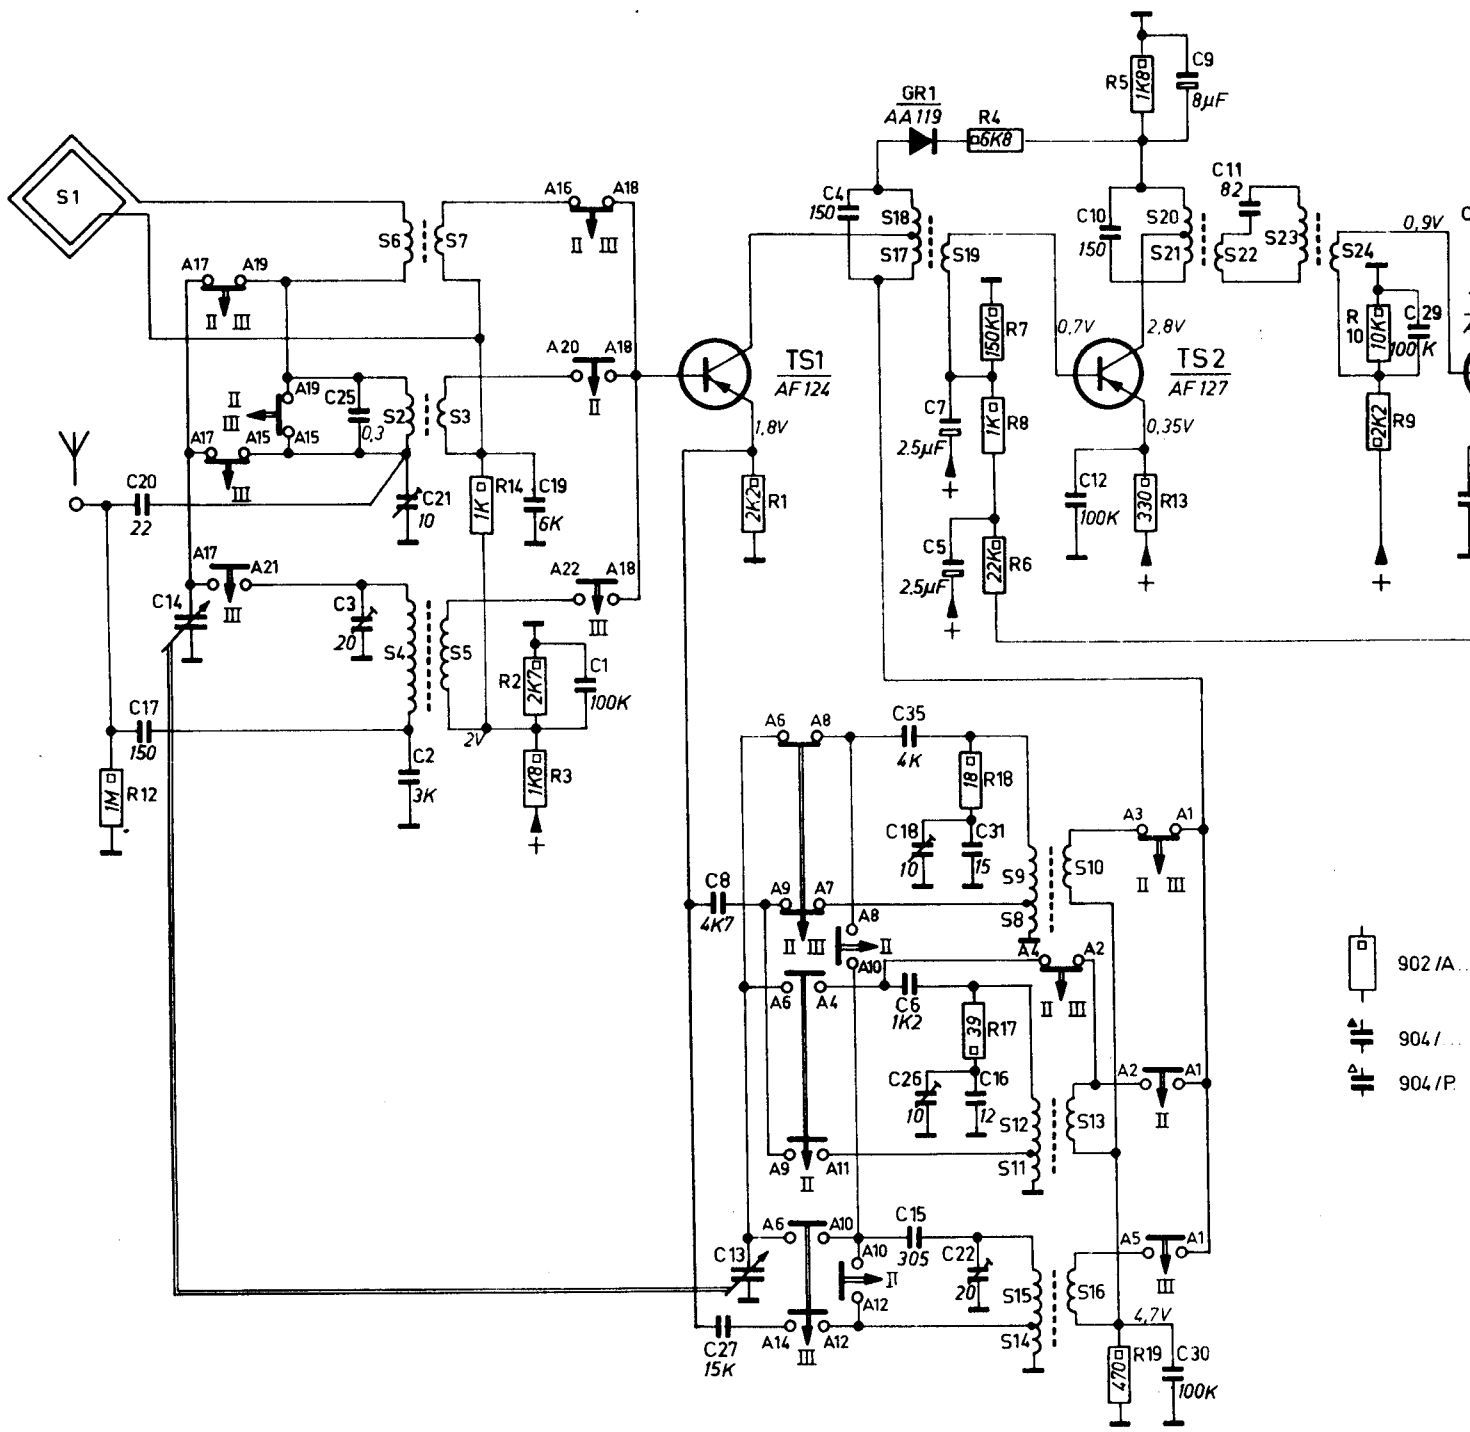 C9
R5
1K8
8µF
GR1
AA119
R4
6K8
S1
A16 A18
II III
C4
150
S18
S17
S19
C10
150
S20
S21
C11
82
S22
S23
S24
0,9V
C
S6 S7
A17 A19
II III
R7
150K
0,7V
2,8V
R
10
10K
C 29
100 K
A20 A18
II
TS1
AF 124
TS2
AF 127
II
III
A19
A15
C25
0,3
S2 S3
1,8V
C7
2.5µF
R8
1K
0,35V
R9
2K2
A17 A15
III
C20
22
C21
10
R14
1K
C19
6K
R1
2K2
+
C12
100K
R13
330
C5
2.5µF
R6
22K
+
+
+
A17 A21
III
C14
C3
20
S4 S5
A22 A18
III
R2
2K7
C1
100K
C17
150
2V
C2
3K
R3
1K8
+
R12
1M
A6 A8
C35
4K
R18
18
C18
10
C31
15
S9
S8
S10
A3 A1
II III
C8
4K7
A9 A7
II III
A8
II
A10
A4 A2
II III
A6 A4
C6
1K2
R17
39
C26
10
C16
12
S12
S11
S13
A2 A1
II
A9 A11
II
902/A..
904/...
904/P.
A6 A10
C13
A10
II
A12
C15
305
C22
20
S15
S14
S16
A5 A1
III
4,7V
C27
15K
A14 A12
III
R19
470
C30
100K